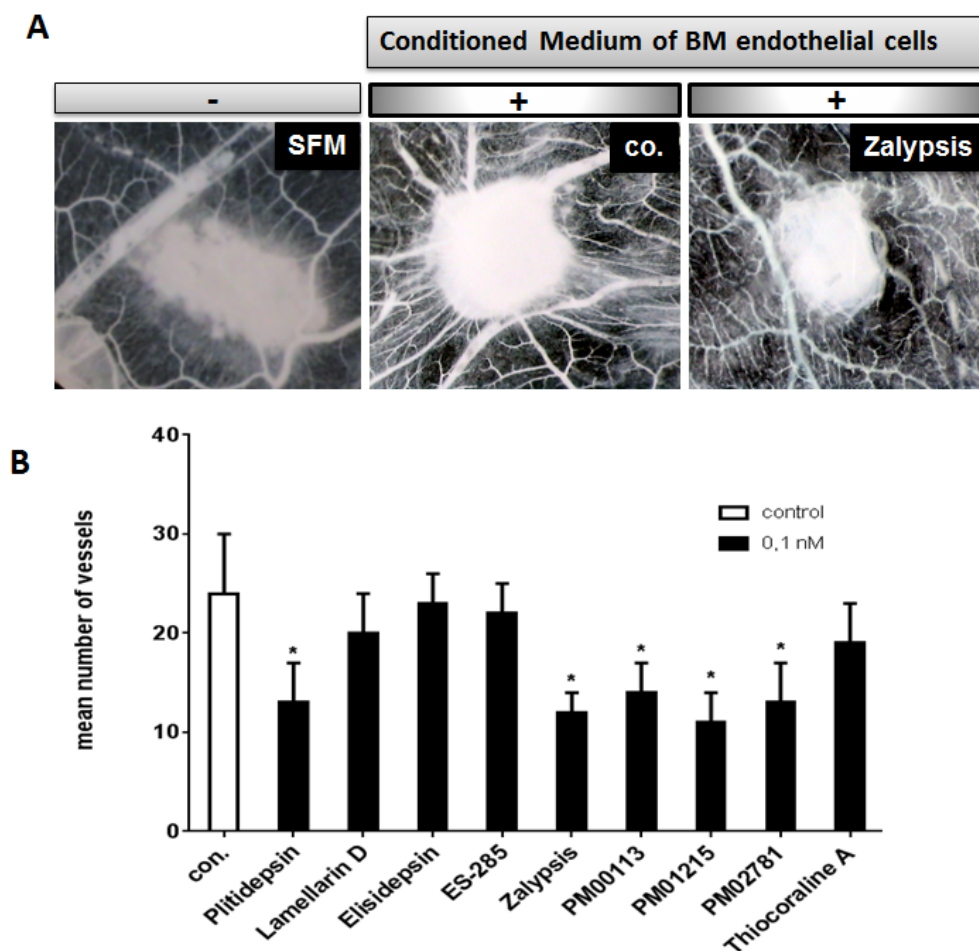 A
Conditioned Medium of BM endothelial cells
- + +
SFM co. Zalypsis
B
mean number of vessels
40
30
20
10
0
control
0,1 nM
*
*
*
*
*
con.
Plitidepsin
Lamellarin D
Elisidepsin
ES-285
Zalypsis
PM00113
PM01215
PM02781
Thiocoraline A